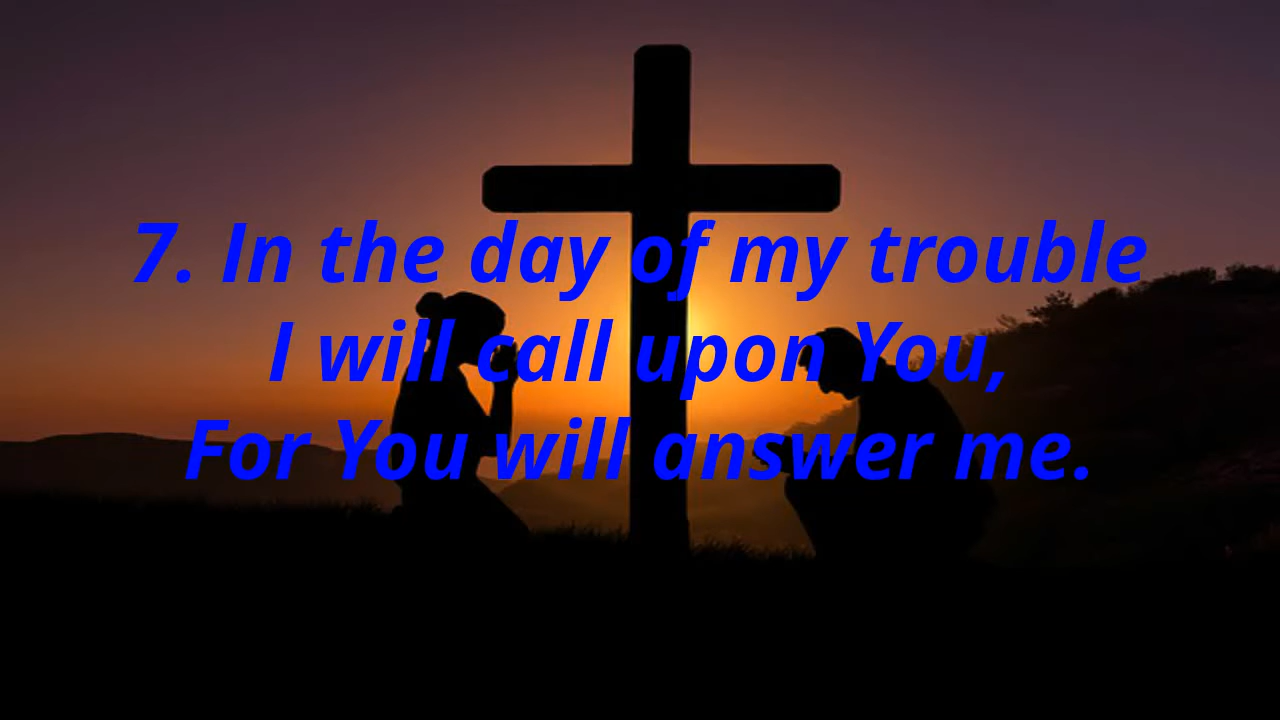 7. In the day of my trouble
I will call upon You,
For You will answer me.